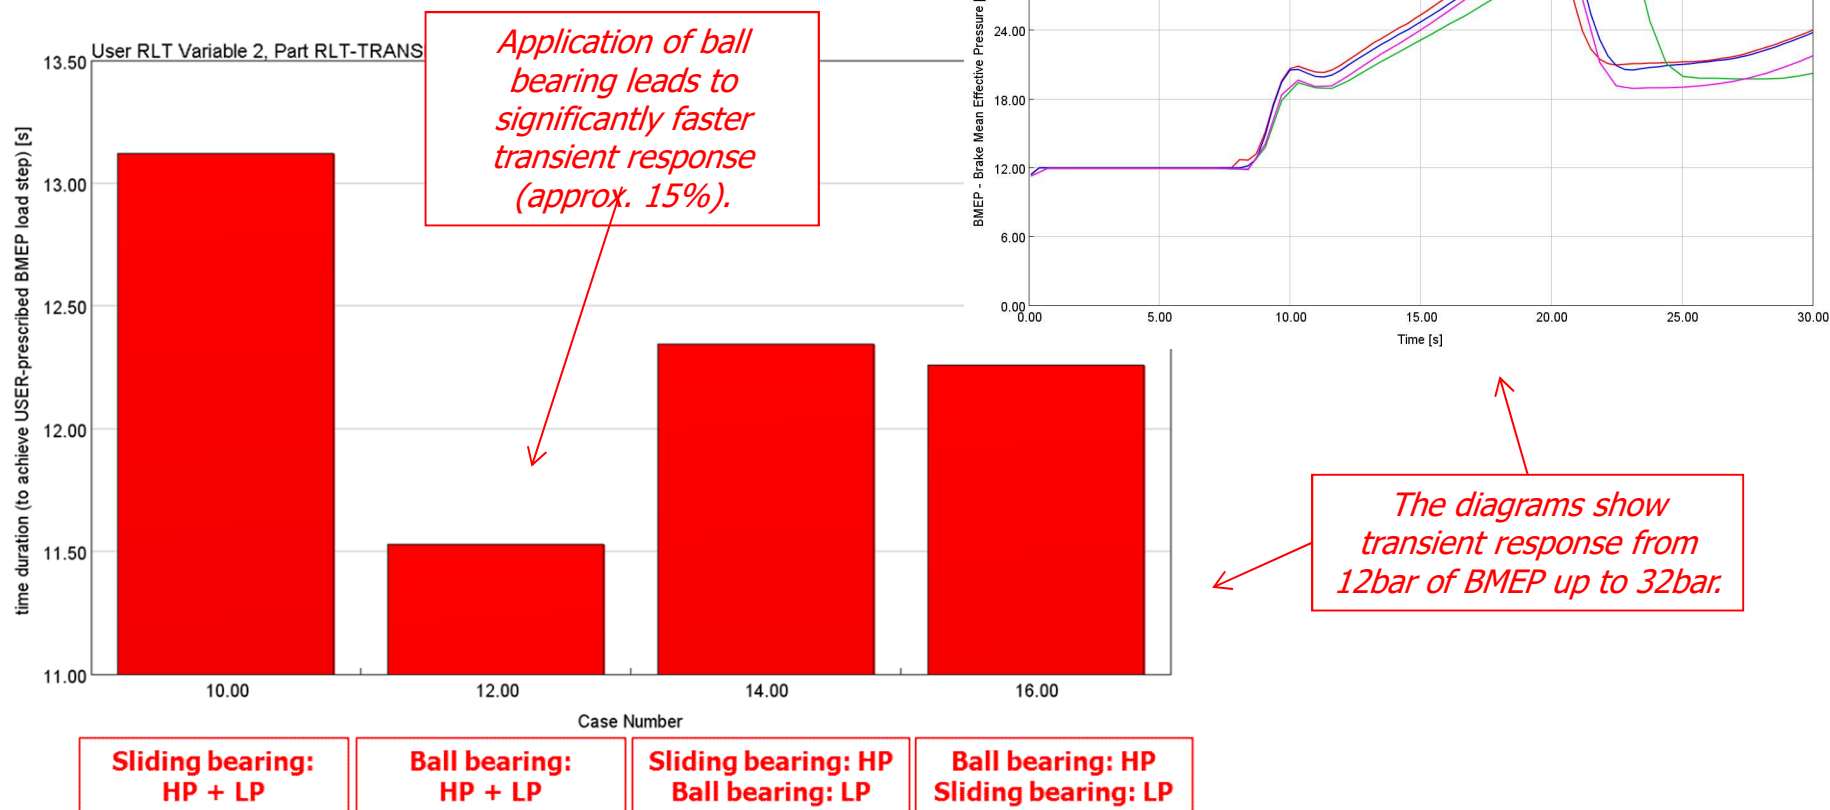 User RLT Variable 2, Part RLT-TRANS
Application of ball
bearing leads to
significantly faster
transient response
(approx. 15%).
time duration (to achieve USER-prescribed BMEP load step) [s]
13.50
13.00
12.50
12.00
11.50
11.00
10.00
12.00
14.00
16.00
Case Number
Sliding bearing:
HP + LP
Ball bearing:
HP + LP
Sliding bearing: HP
Ball bearing: LP
Ball bearing: HP
Sliding bearing: LP
BMEP - Brake Mean Effective Pressure [
24.00
18.00
12.00
6.00
0.00
0.00
5.00
10.00
15.00
20.00
25.00
30.00
Time [s]
The diagrams show
transient response from
12bar of BMEP up to 32bar.